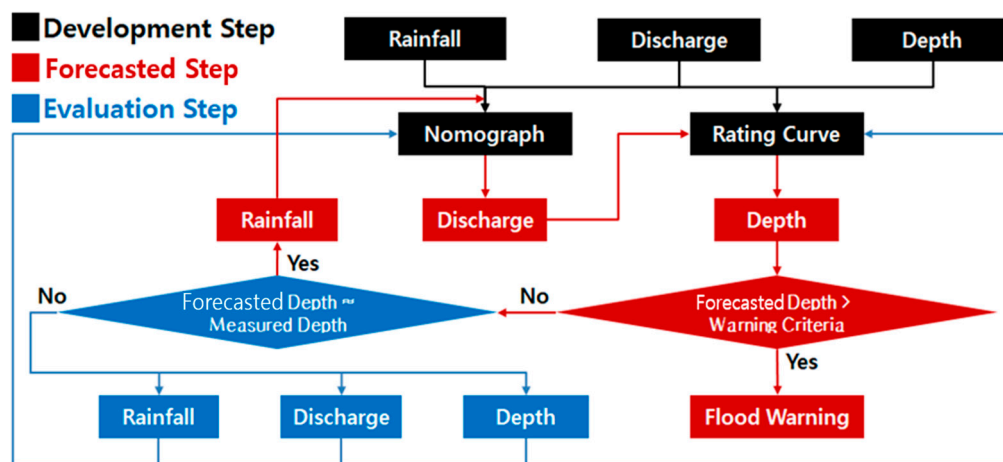 Development Step
Forecasted Step
Evaluation Step
Rainfall
Discharge
Depth
Nomograph
Rating Curve
Rainfall
Discharge
Depth
Yes
No
Forecasted Depth ≈
Measured Depth
No
Forecasted Depth >
Warning Criteria
Yes
Rainfall
Discharge
Depth
Flood Warning